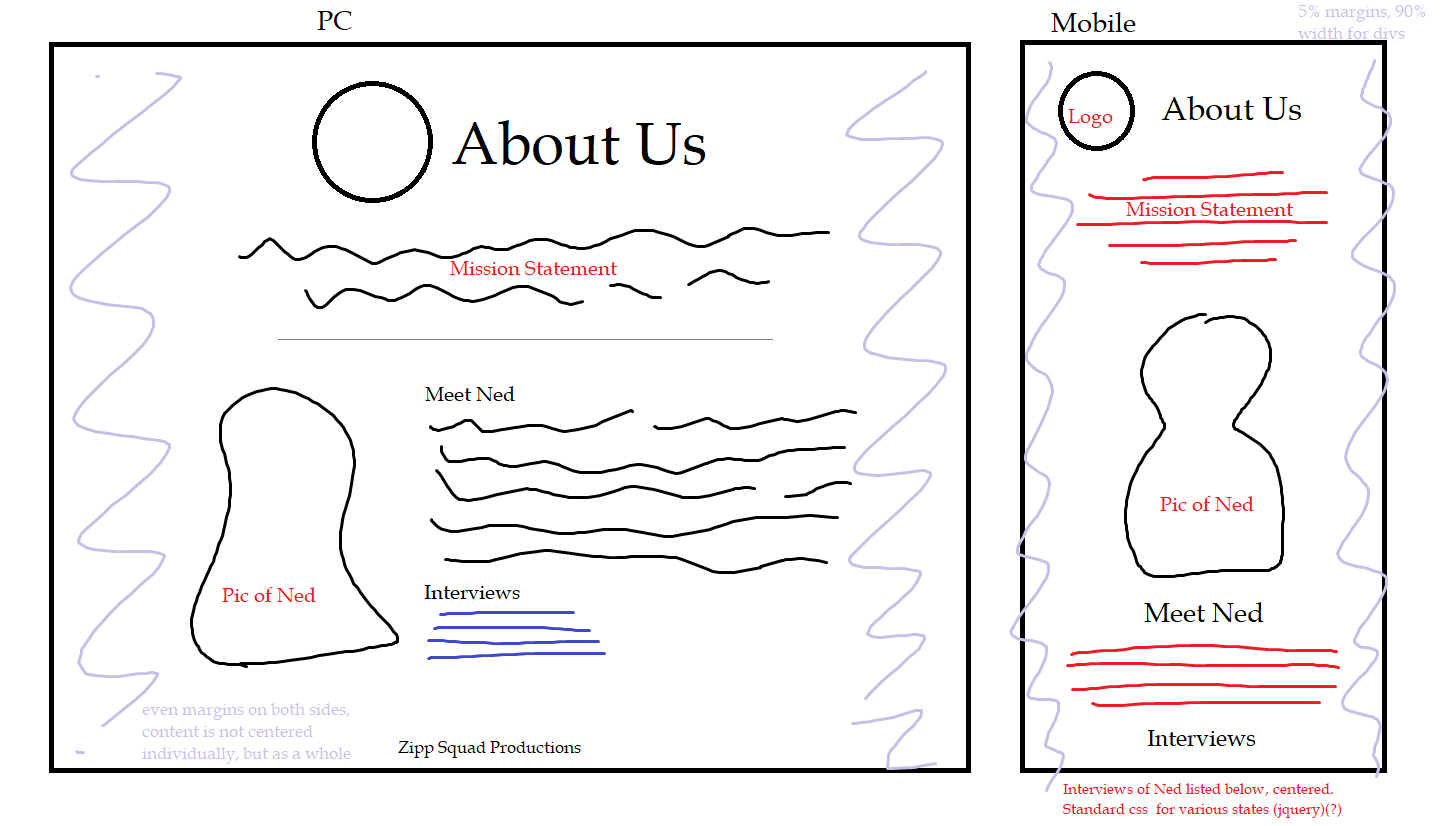 PC
About Us
Mission Statement
Meet Ned
Pic of Ned
Interviews
even margins on both sides,
content is not centered
individually, but as a whole
Zipp Squad Productions
Mobile
5% margins, 90%
width for divs
Logo
About Us
Mission Statement
Pic of Ned
Meet Ned
Interviews
Interviews of Ned listed below, centered.
Standard css  for various states (jquery)(?)